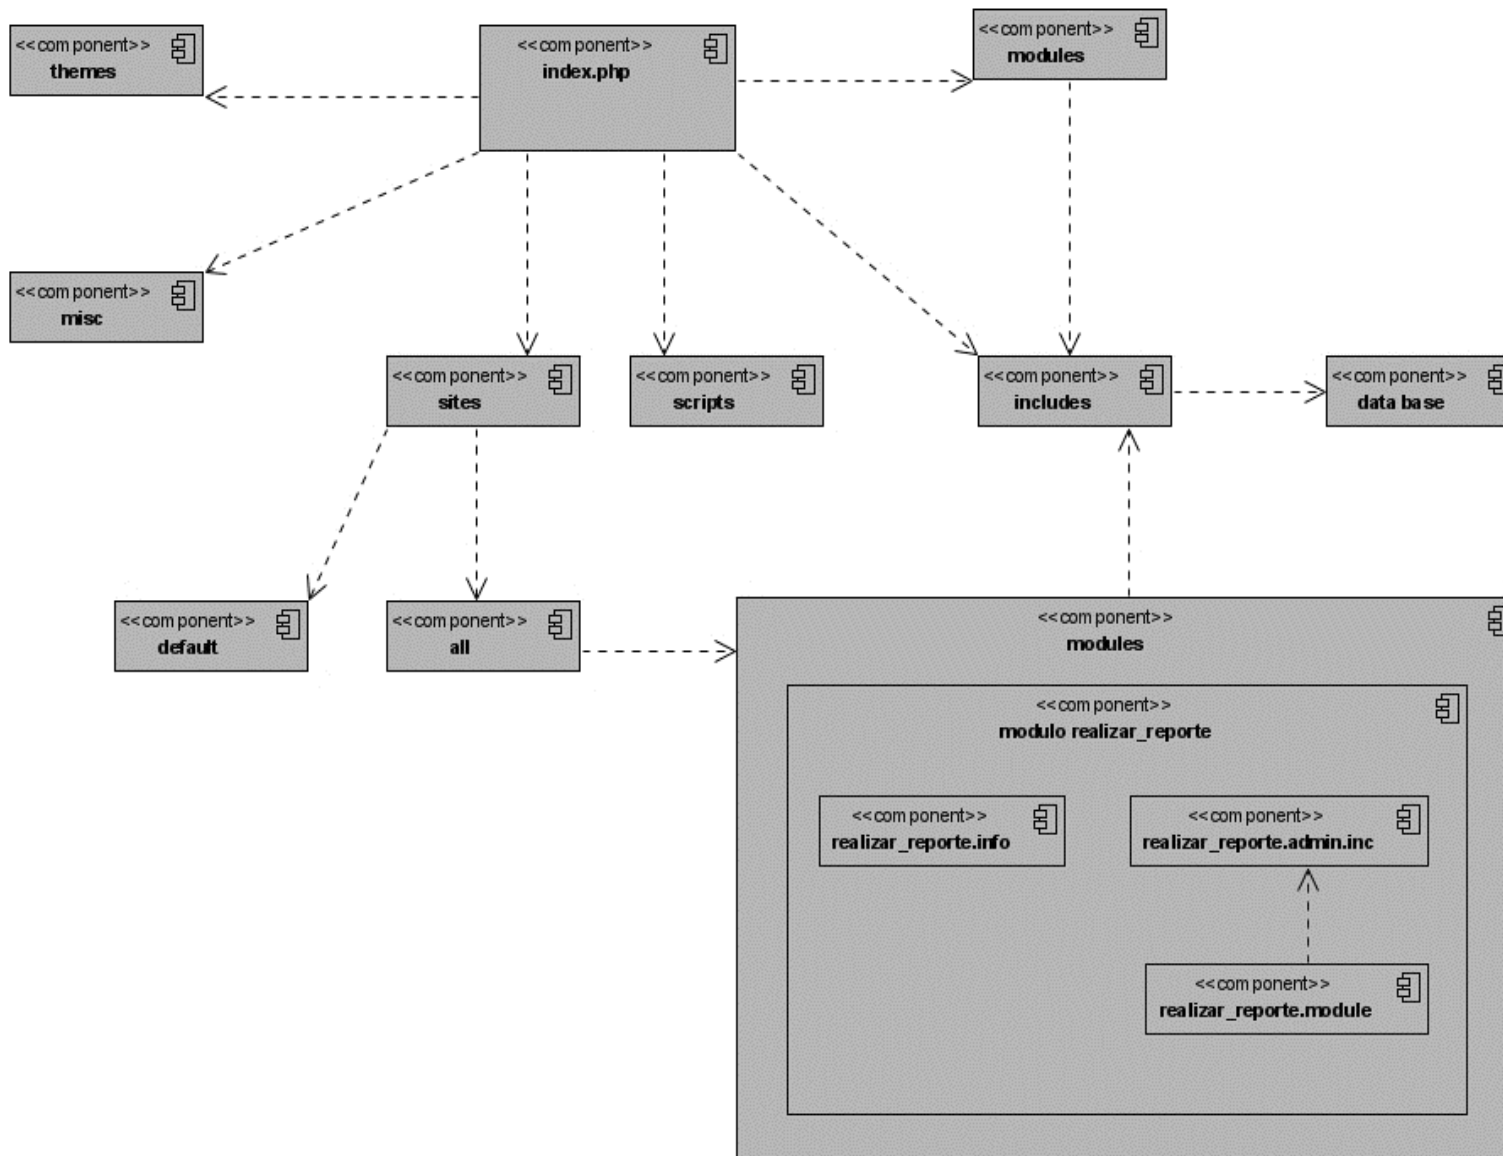 <<component>>
themes
<<component>>
index.php
<<component>>
modules
<<component>>
misc
<<component>>
sites
<<component>>
scripts
<<component>>
includes
<<component>>
data base
<<component>>
default
<<component>>
all
<<component>>
modules
<<component>>
modulo realizar_reporte
<<component>>
realizar_reporte.info
<<component>>
realizar_reporte.admin.inc
<<component>>
realizar_reporte.module